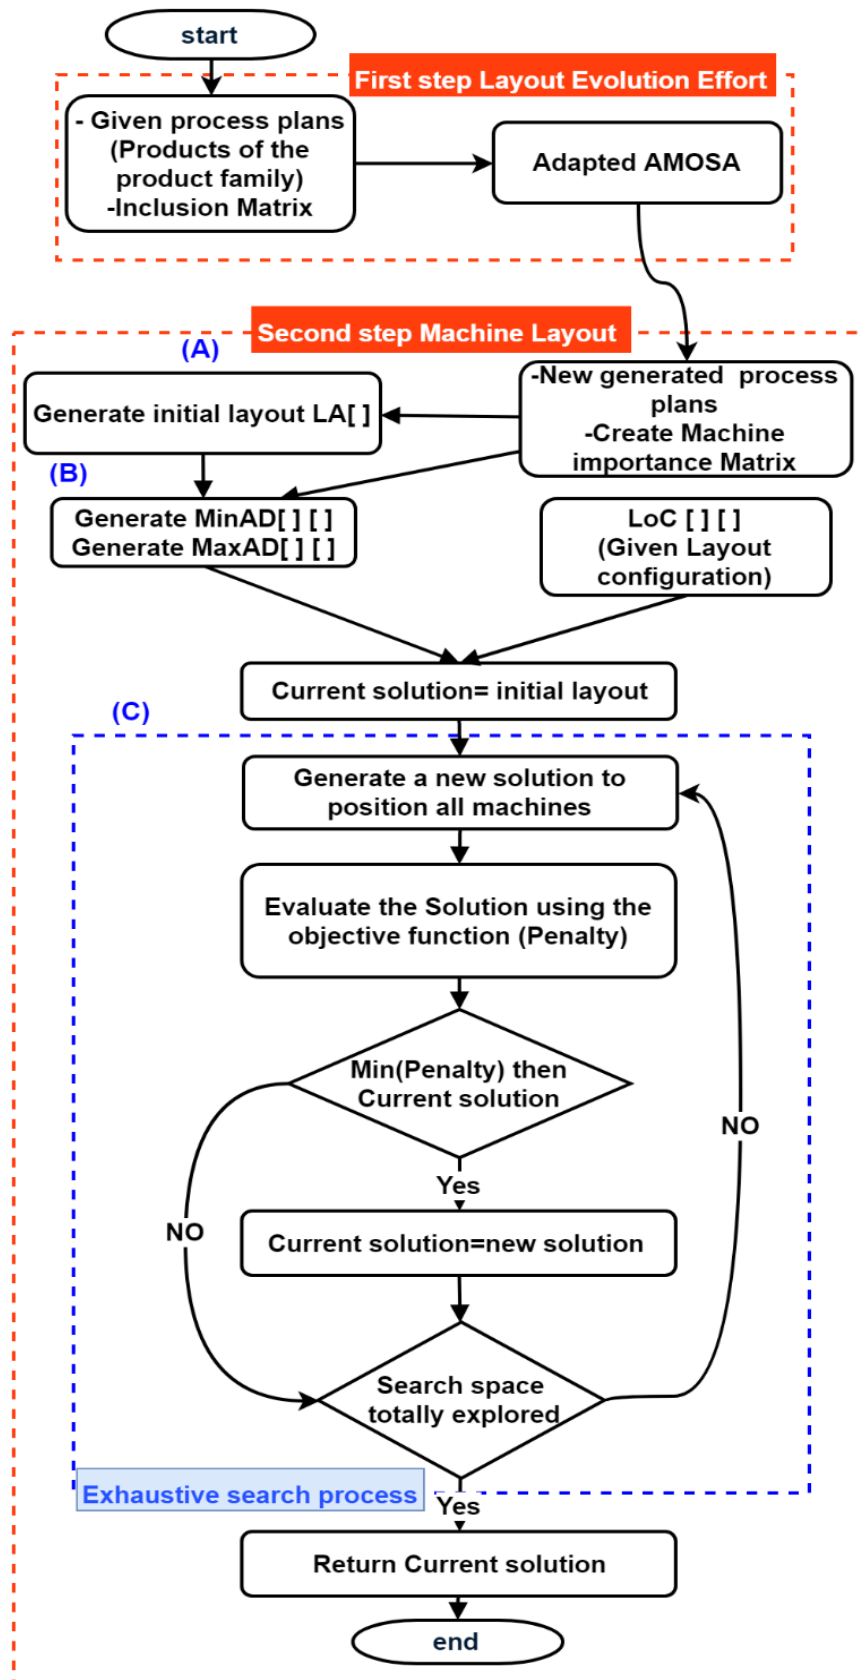 start
First step Layout Evolution Effort
- Given process plans
(Products of the
product family)
-Inclusion Matrix
Adapted AMOSA
Second step Machine Layout
(A)
-New generated process
plans
-Create Machine
importance Matrix
Generate initial layout LA[ ]
(B)
Generate MinAD[ ] [ ]
Generate MaxAD[ ] [ ]
LoC [ ] [ ]
(Given Layout
configuration)
Current solution= initial layout
(C)
Generate a new solution to
position all machines
Evaluate the Solution using the
objective function (Penalty)
Min(Penalty) then
Current solution
NO
Yes
NO
Current solution=new solution
Search space
totally explored
Exhaustive search process
Yes
Return Current solution
end